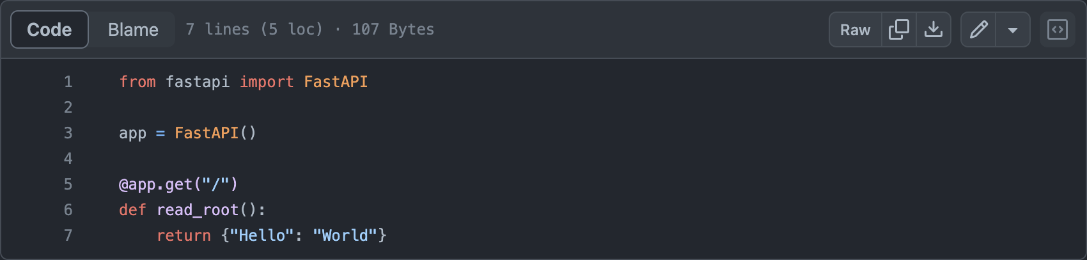 Code Blame 7 lines (5 loc) · 107 Bytes Raw
1 from fastapi import FastAPI
2
3 app = FastAPI()
4
5 @app.get("/")
6 def read_root():
7     return {"Hello": "World"}